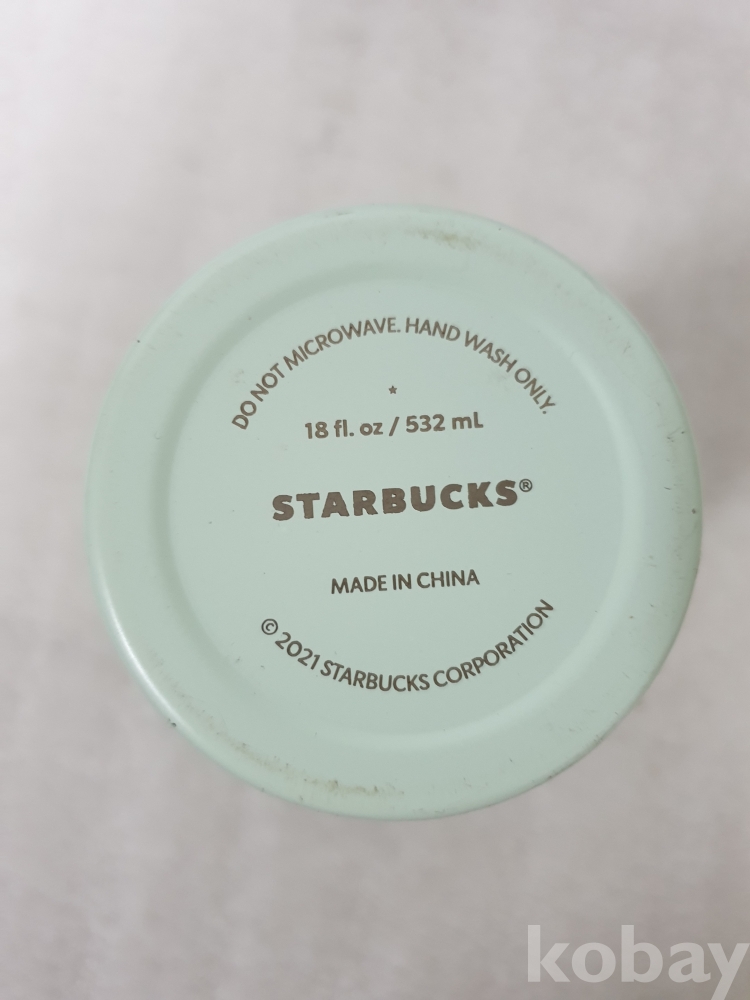 DO NOT MICROWAVE. HAND WASH ONLY.
18 fl. oz / 532 mL
STARBUCKS®
MADE IN CHINA
© 2021 STARBUCKS CORPORATION
kobay